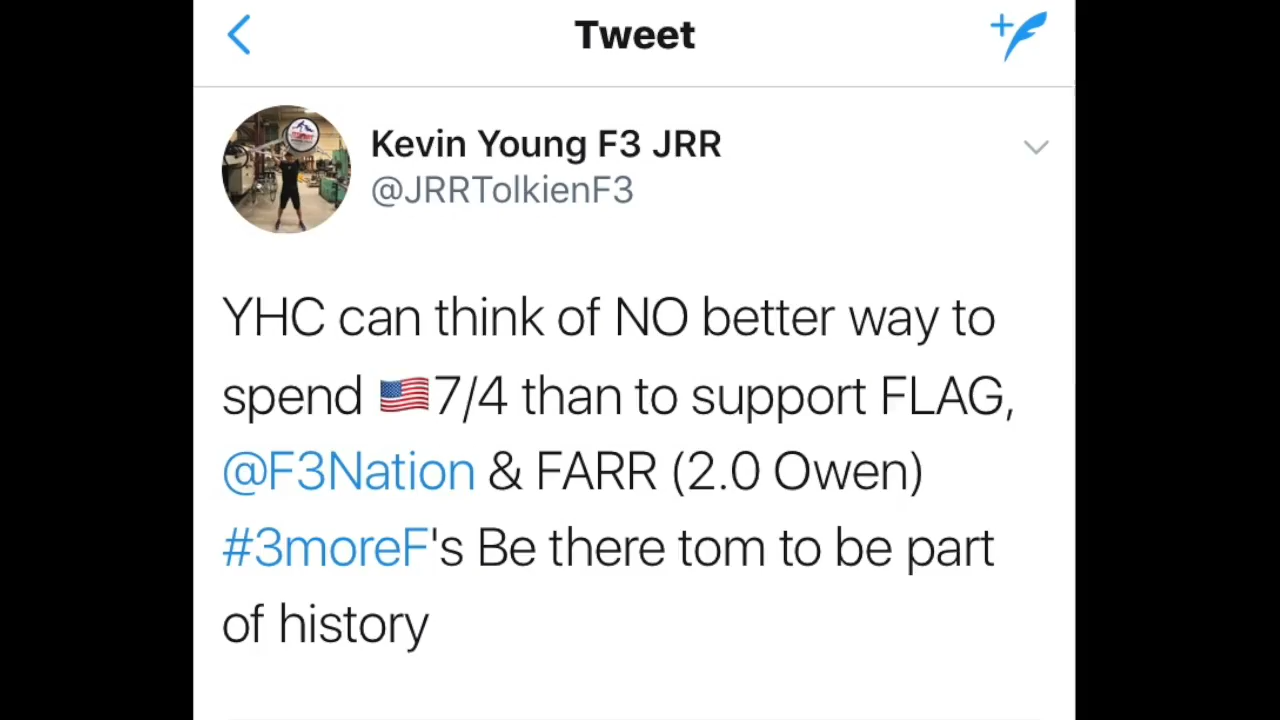 Tweet
Kevin Young F3 JRR
@JRRTolkienF3
YHC can think of NO better way to
spend 🇺🇸7/4 than to support FLAG,
@F3Nation & FARR (2.0 Owen)
#3moreF's Be there tom to be part
of history